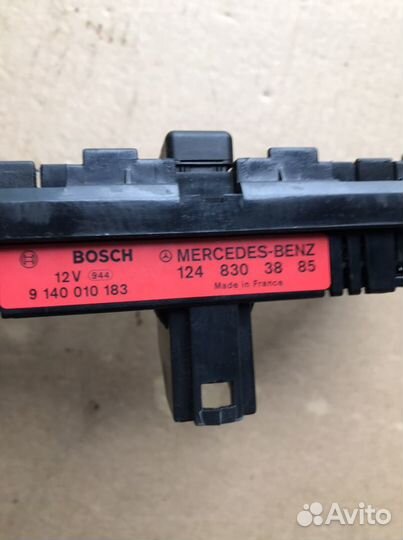 BOSCH
12V 944
9 140 010 183
MERCEDES-BENZ
124 830 38 85
Made in France
Avito